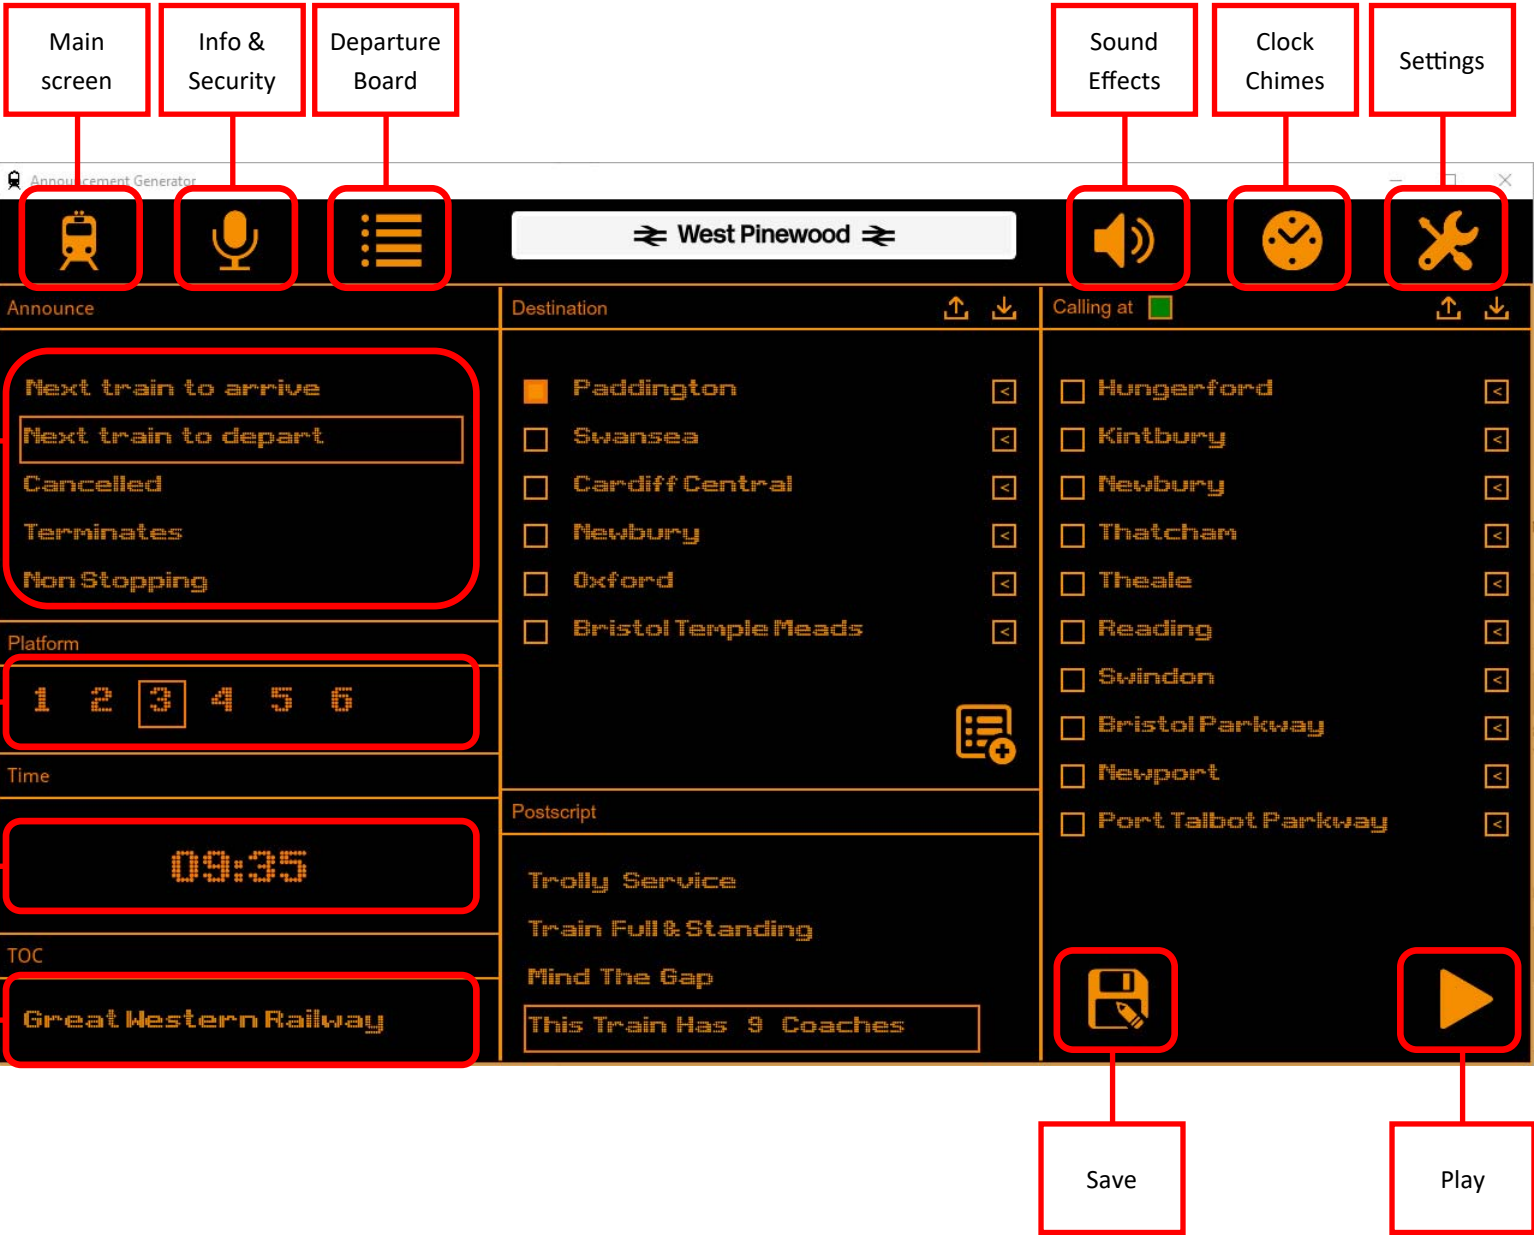 Main
screen
Info &
Security
Departure
Board
Sound
Effects
Clock
Chimes
Settings
Announcement Generator
West Pinewood
Announce
Next train to arrive
Next train to depart
Cancelled
Terminates
Non Stopping
Platform
1 2 3 4 5 6
Time
09:35
TOC
Great Western Railway
Destination
Paddington <
Swansea <
Cardiff Central <
Newbury <
Oxford <
Bristol Temple Meads <
Postscript
Trolly Service
Train Full & Standing
Mind The Gap
This Train Has 9 Coaches
Calling at
Hungerford <
Kintbury <
Newbury <
Thatcham <
Theale <
Reading <
Swindon <
Bristol Parkway <
Newport <
Port Talbot Parkway <
Save
Play